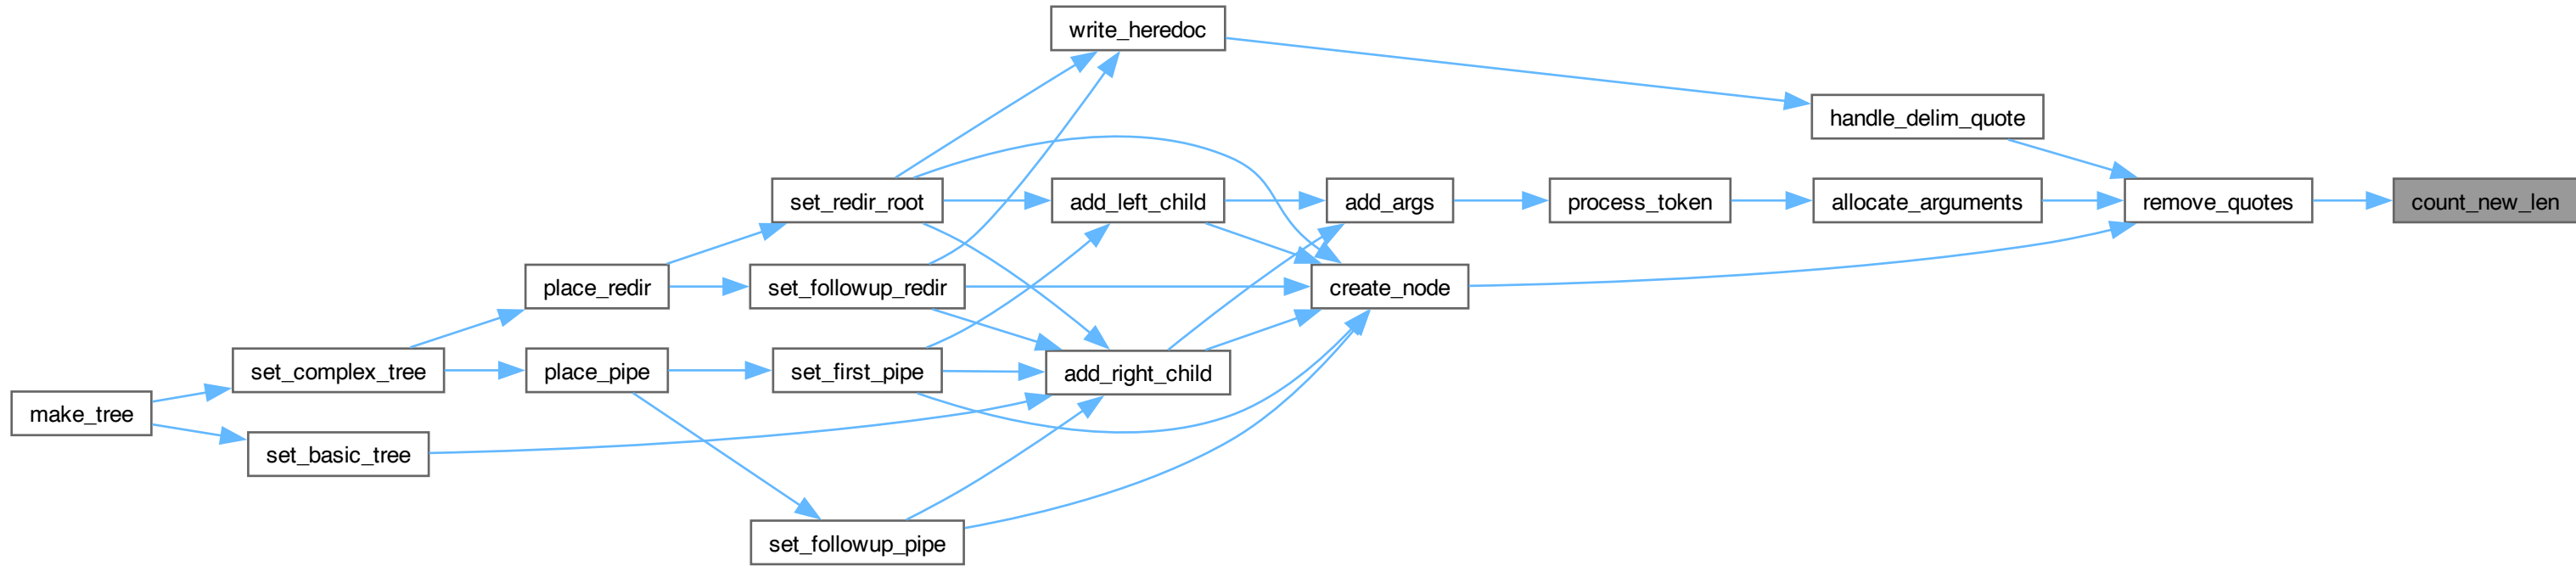 write_heredoc
handle_delim_quote
set_redir_root
add_left_child
add_args
process_token
allocate_arguments
remove_quotes
count_new_len
place_redir
set_followup_redir
create_node
set_complex_tree
place_pipe
set_first_pipe
add_right_child
make_tree
set_basic_tree
set_followup_pipe